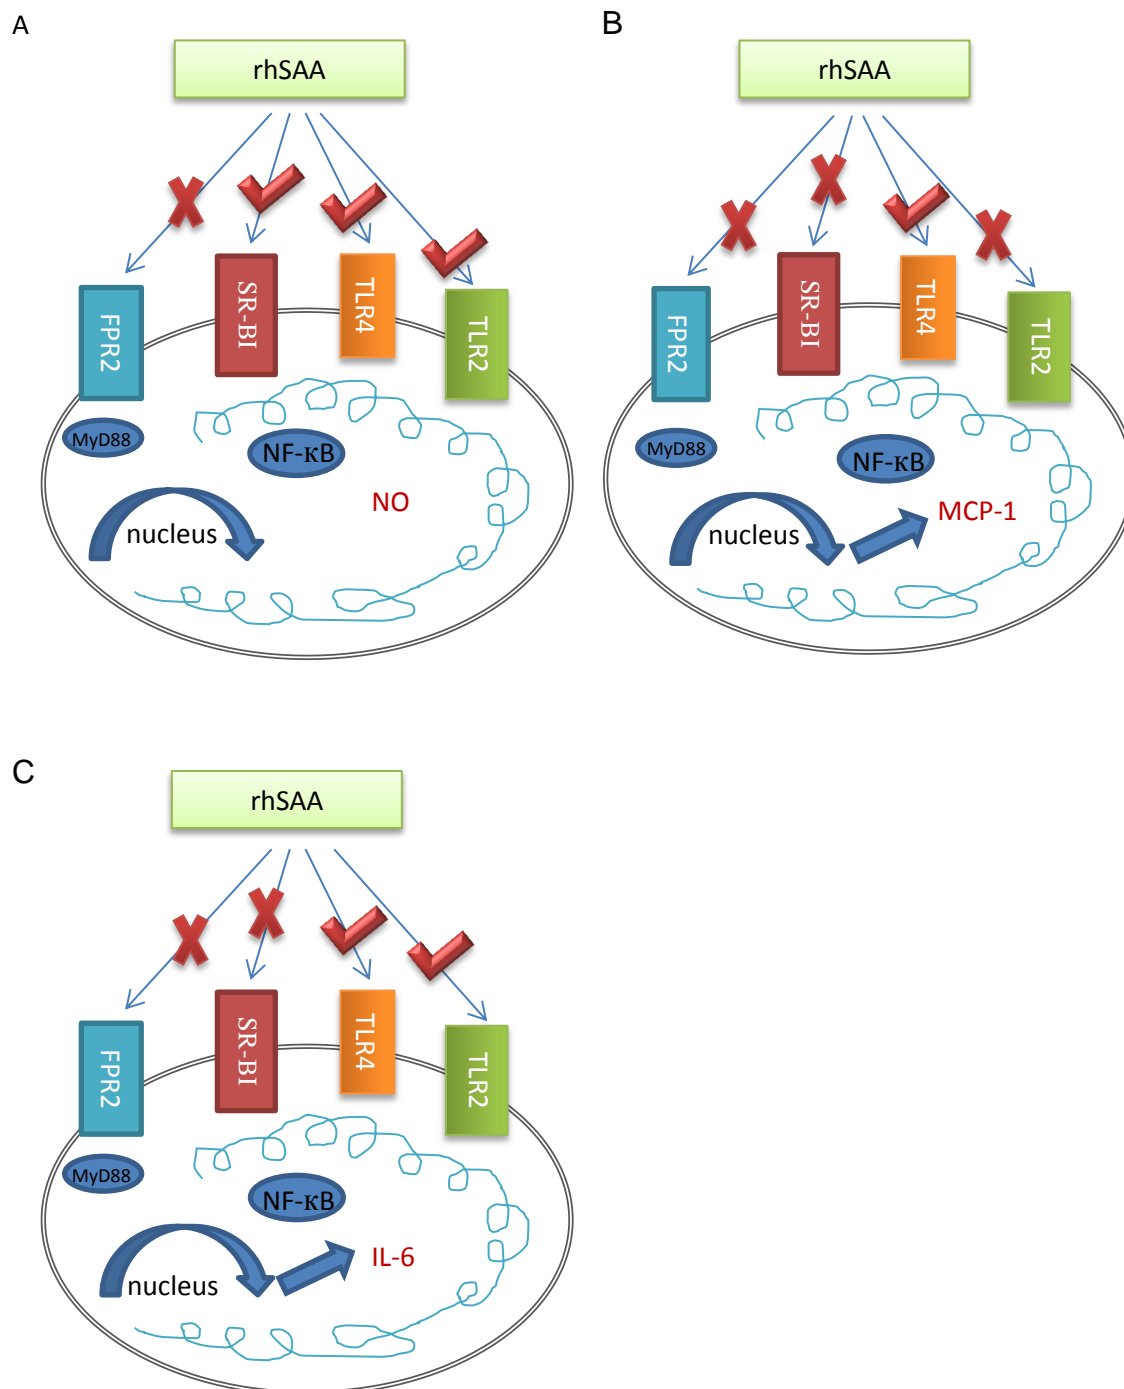 A
rhSAA
FPR2
SR-BI
TLR4
TLR2
MyD88
NF-κB
NO
nucleus
B
rhSAA
FPR2
SR-BI
TLR4
TLR2
MyD88
NF-κB
MCP-1
nucleus
C
rhSAA
FPR2
SR-BI
TLR4
TLR2
MyD88
NF-κB
IL-6
nucleus